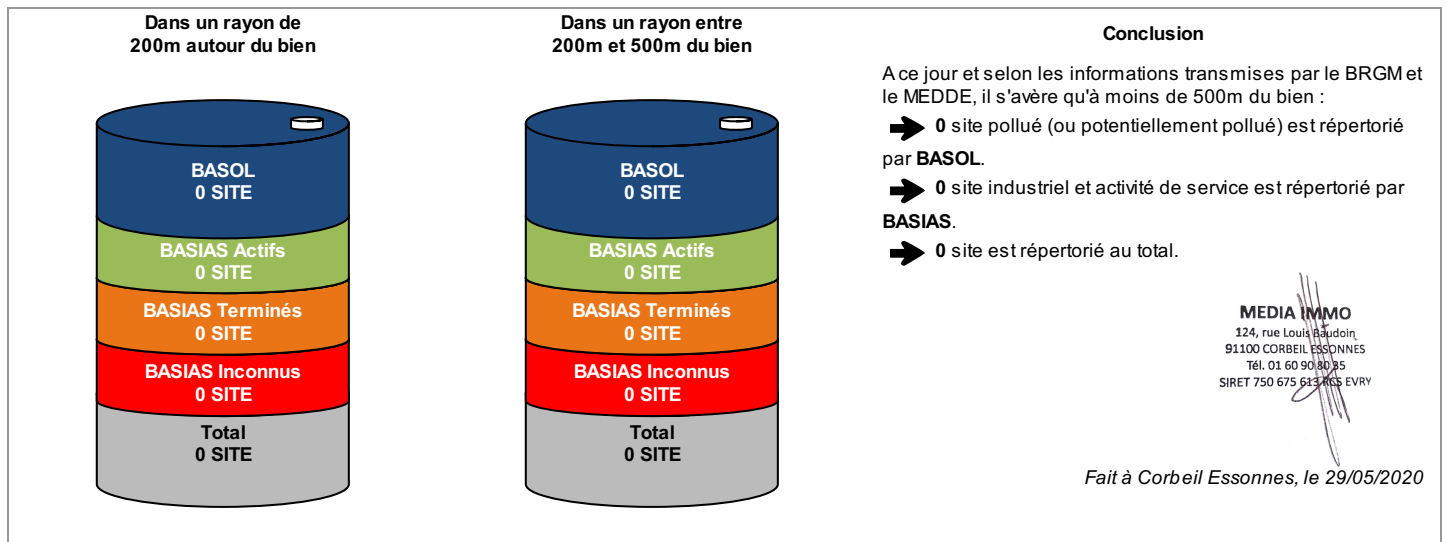 Dans un rayon de
200m autour du bien
BASOL
0 SITE
BASIAS Actifs
0 SITE
BASIAS Terminés
0 SITE
BASIAS Inconnus
0 SITE
Total
0 SITE
Dans un rayon entre
200m et 500m du bien
BASOL
0 SITE
BASIAS Actifs
0 SITE
BASIAS Terminés
0 SITE
BASIAS Inconnus
0 SITE
Total
0 SITE
Conclusion
A ce jour et selon les informations transmises par le BRGM et
le MEDDE, il s'avère qu'à moins de 500m du bien :
0 site pollué (ou potentiellement pollué) est répertorié
par BASOL.
0 site industriel et activité de service est répertorié par
BASIAS.
0 site est répertorié au total.
MEDIA IMMO
124, rue Louis Baudoin
91100 CORBEIL ESSONNES
Tél. 01 60 90 80 85
SIRET 750 675 613 RCS EVRY
Fait à Corbeil Essonnes, le 29/05/2020